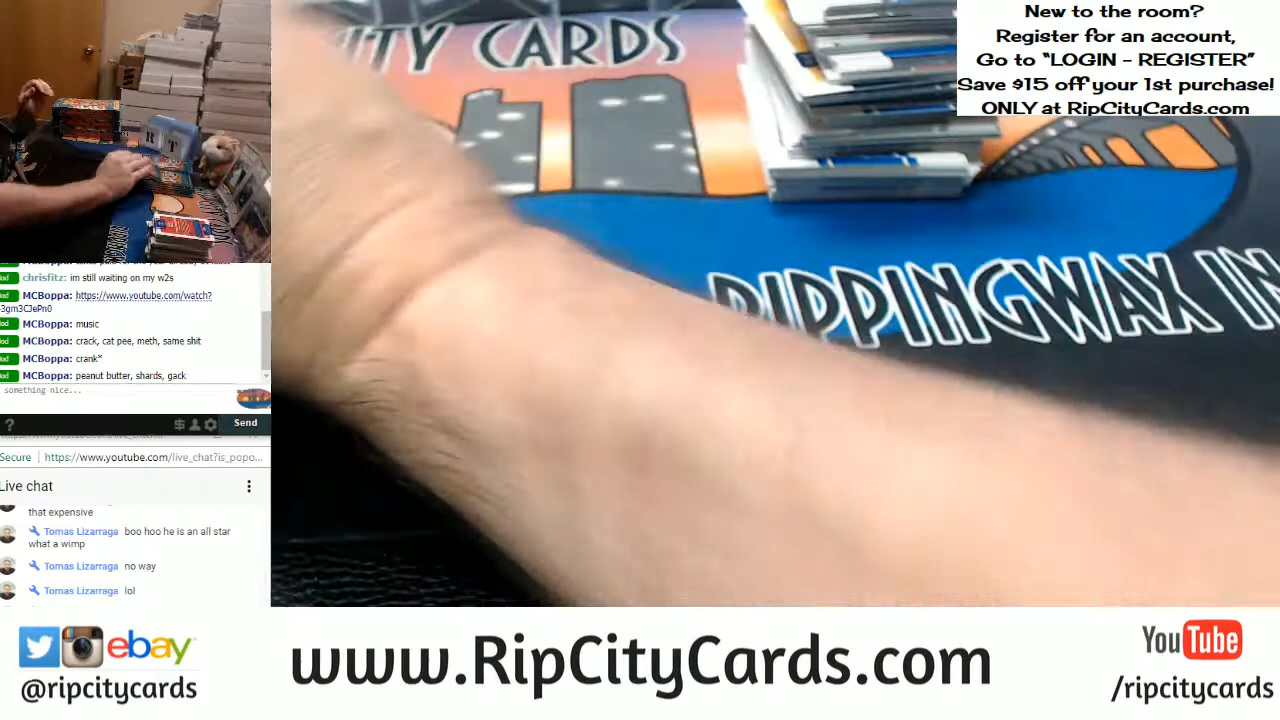 CITY CARDS
RIPPINGWAX IN
New to the room?
Register for an account,
Go to “LOGIN - REGISTER”
Save $15 off your 1st purchase!
ONLY at RipCityCards.com
chrisfitz: im still waiting on my w2s
MCBoppa: https://www.youtube.com/watch?
-3gm3CJePn0
MCBoppa: music
MCBoppa: crack, cat pee, meth, same shit
MCBoppa: crank*
MCBoppa: peanut butter, shards, gack
something nice...
? $ Send
Secure https://www.youtube.com/live_chat?is_popo...
Live chat
that expensive
Tomas Lizarraga boo hoo he is an all star
what a wimp
Tomas Lizarraga no way
Tomas Lizarraga lol
ebay
@ripcitycards
www.RipCityCards.com
YouTube
/ripcitycards